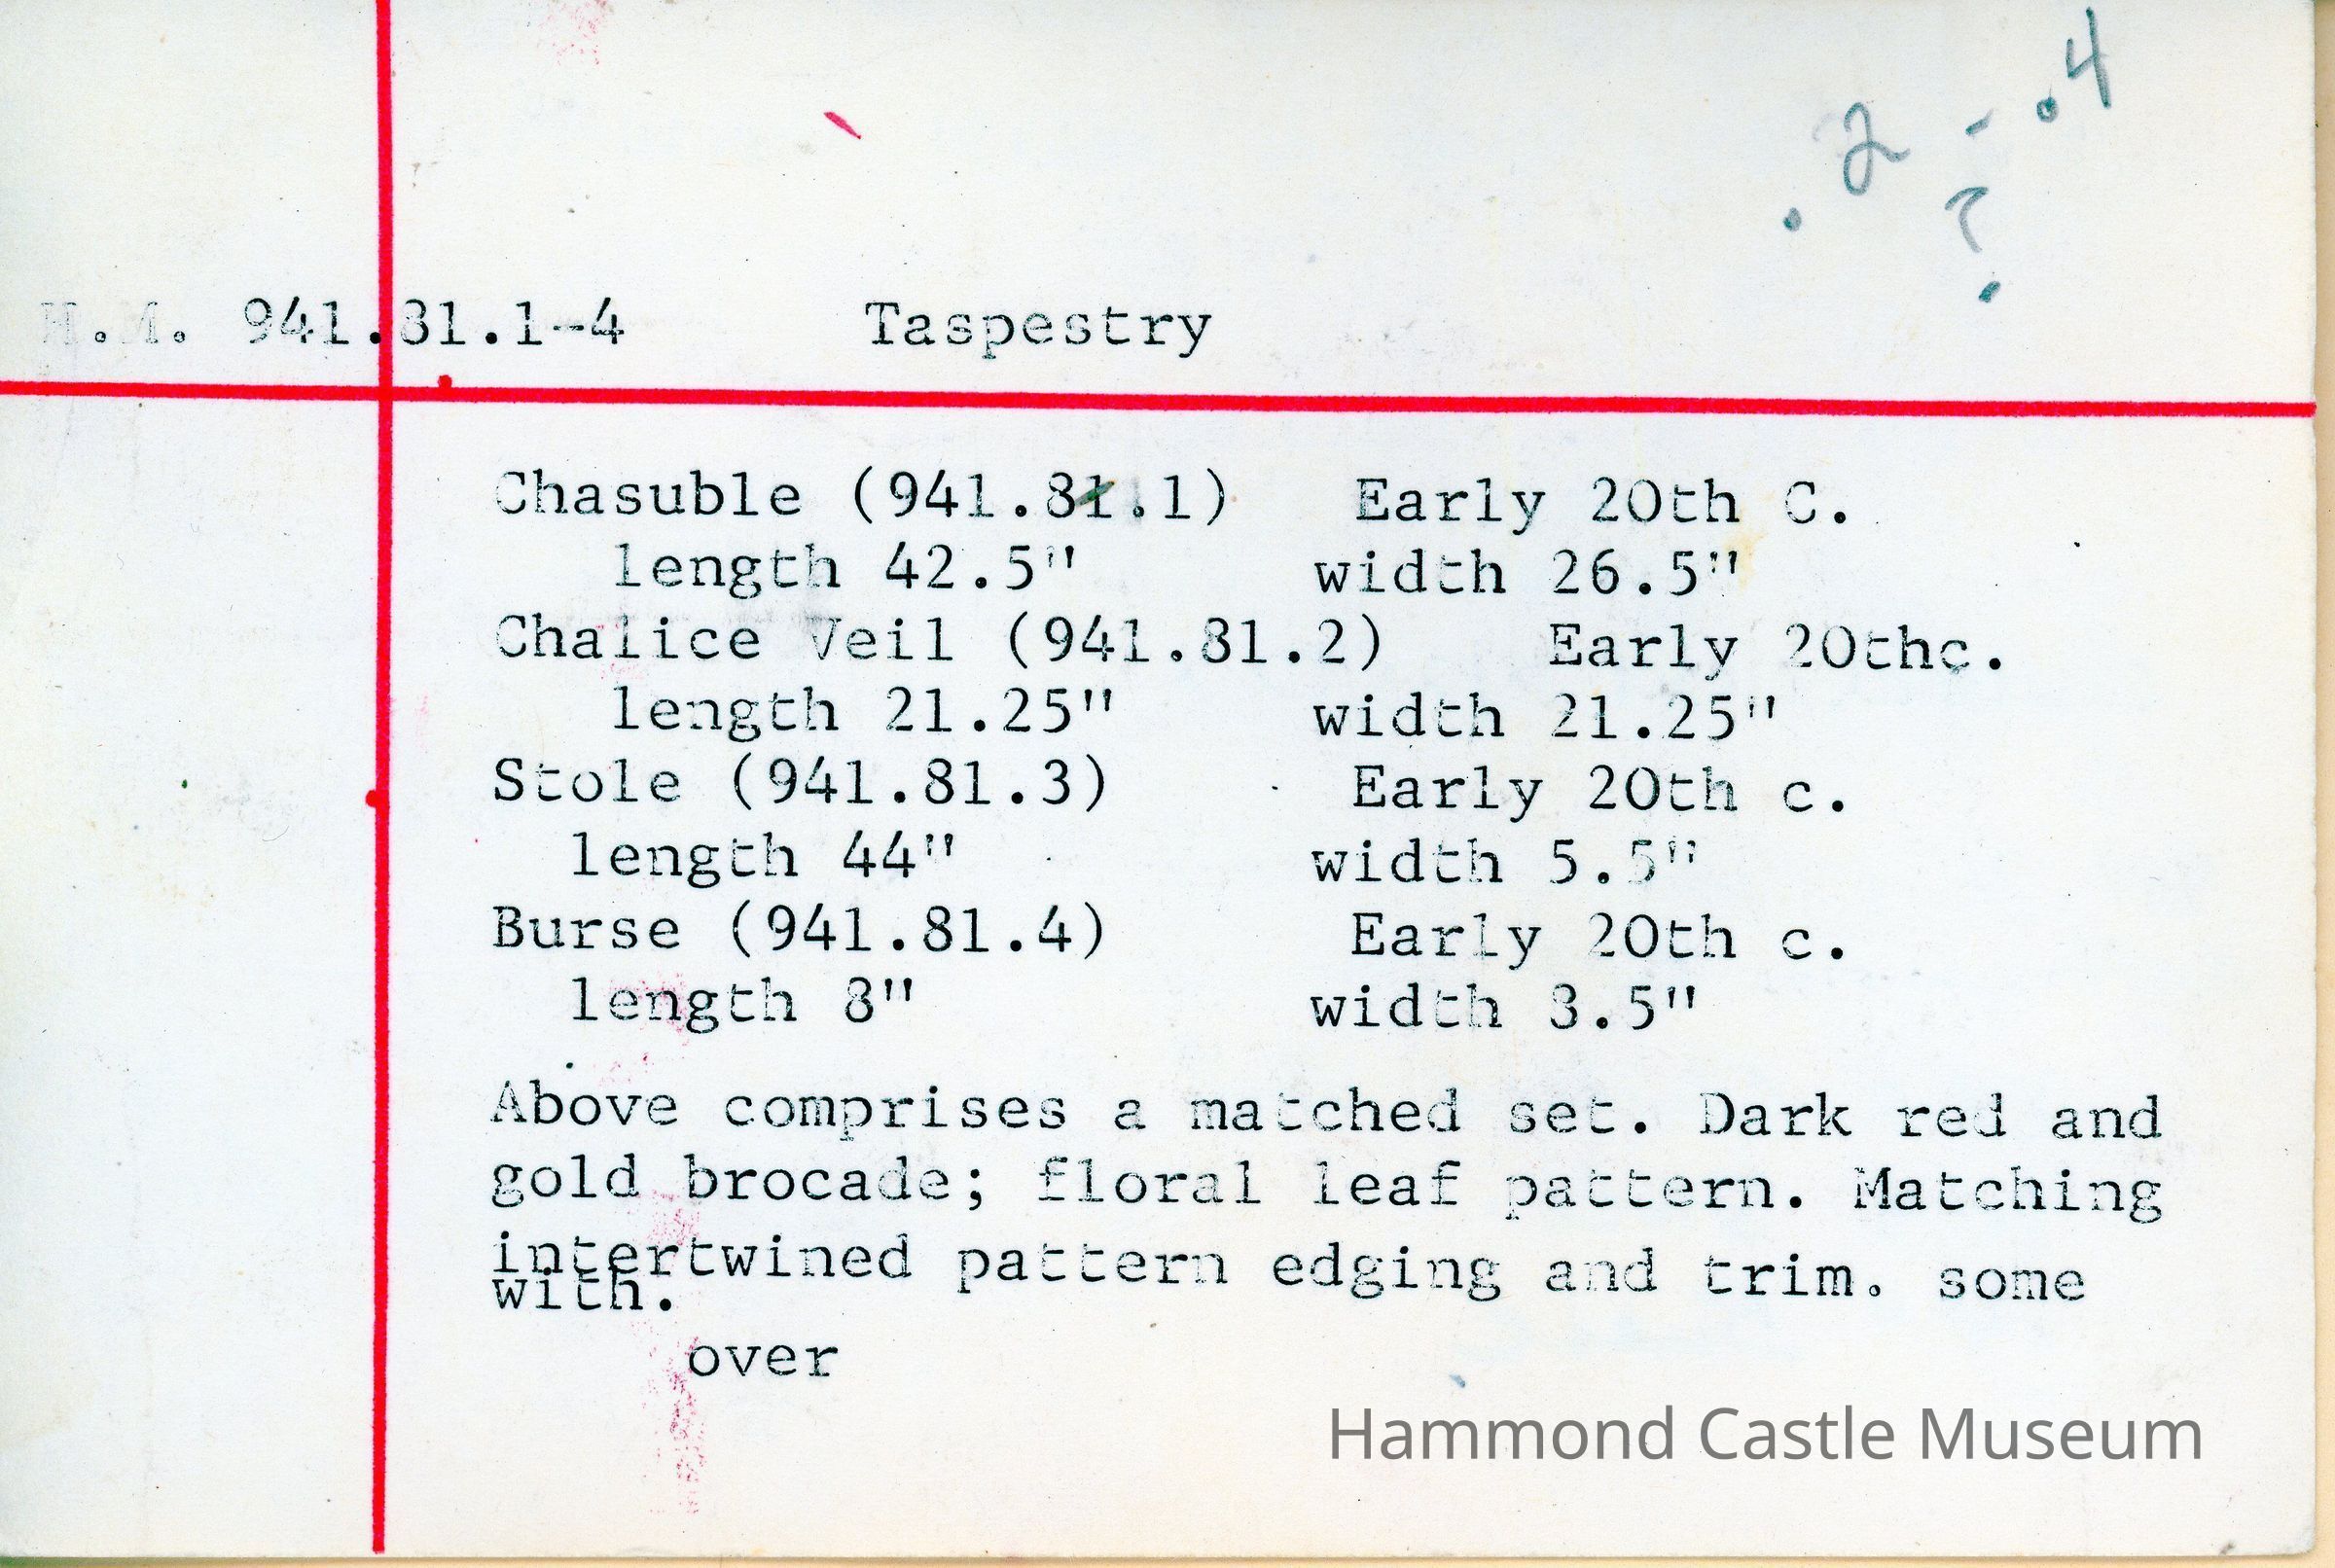 .2 - .4
?
H.M. 941.81.1-4 Taspestry
Chasuble (941.81.1) Early 20th C.
length 42.5" width 26.5"
Chalice Veil (941.81.2) Early 20thc.
length 21.25" width 21.25"
Stole (941.81.3) Early 20th c.
length 44" width 5.5"
Burse (941.81.4) Early 20th c.
length 8" width 8.5"
Above comprises a matched set. Dark red and
gold brocade; floral leaf pattern. Matching
intertwined pattern edging and trim. some
with.
over
Hammond Castle Museum